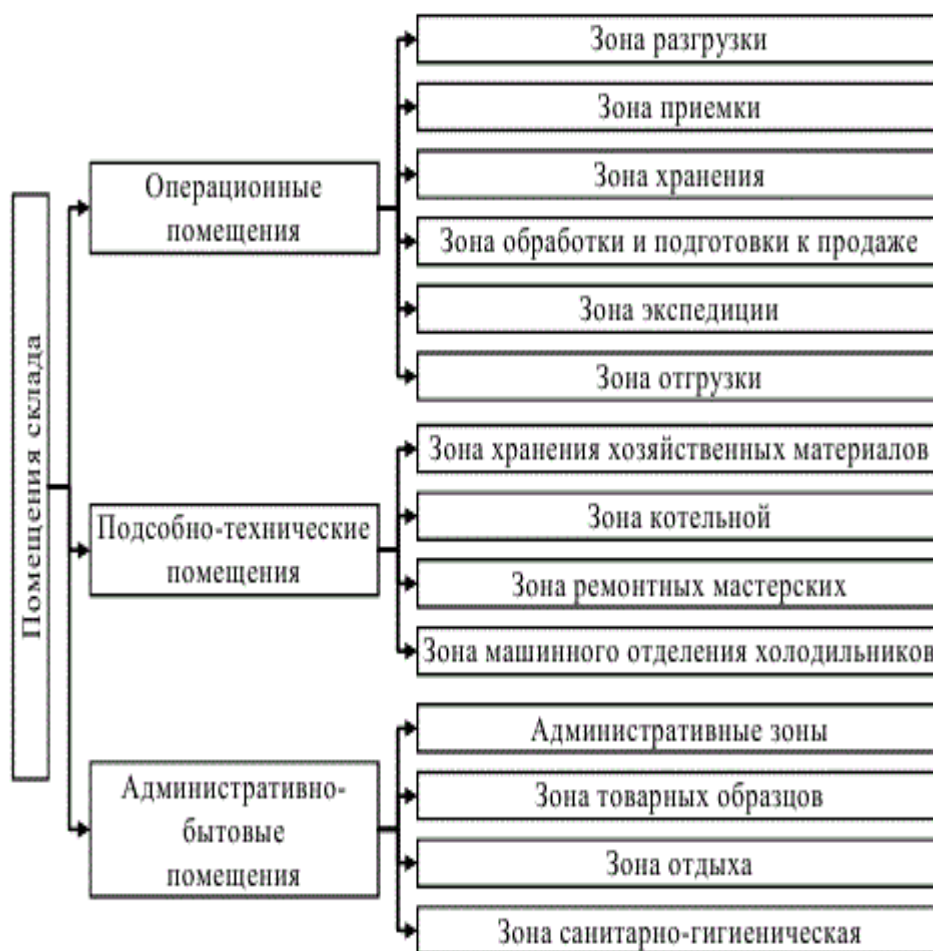 Помещения склада
Операционные
помещения
Зона разгрузки
Зона приемки
Зона хранения
Зона обработки и подготовки к продаже
Зона экспедиции
Зона отгрузки
Подсобно-технические
помещения
Зона хранения хозяйственных материалов
Зона котельной
Зона ремонтных мастерских
Зона машинного отделения холодильников
Административно-
бытовые
помещения
Административные зоны
Зона товарных образцов
Зона отдыха
Зона санитарно-гигиеническая